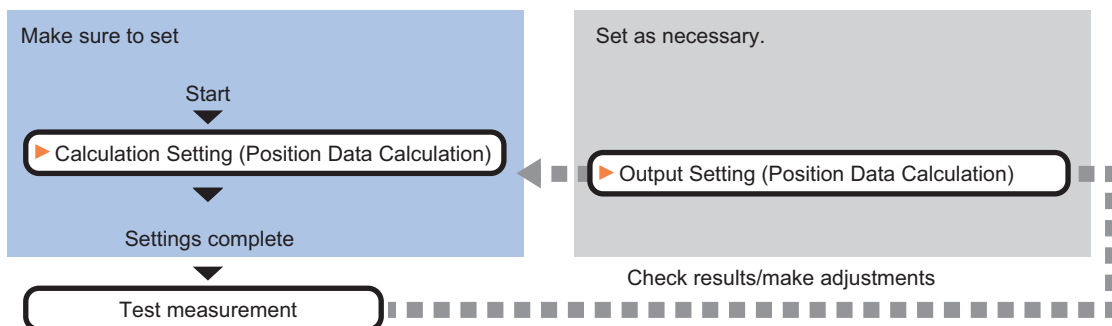 Make sure to set
Start
Calculation Setting (Position Data Calculation)
Settings complete
Test measurement
Set as necessary.
Output Setting (Position Data Calculation)
Check results/make adjustments